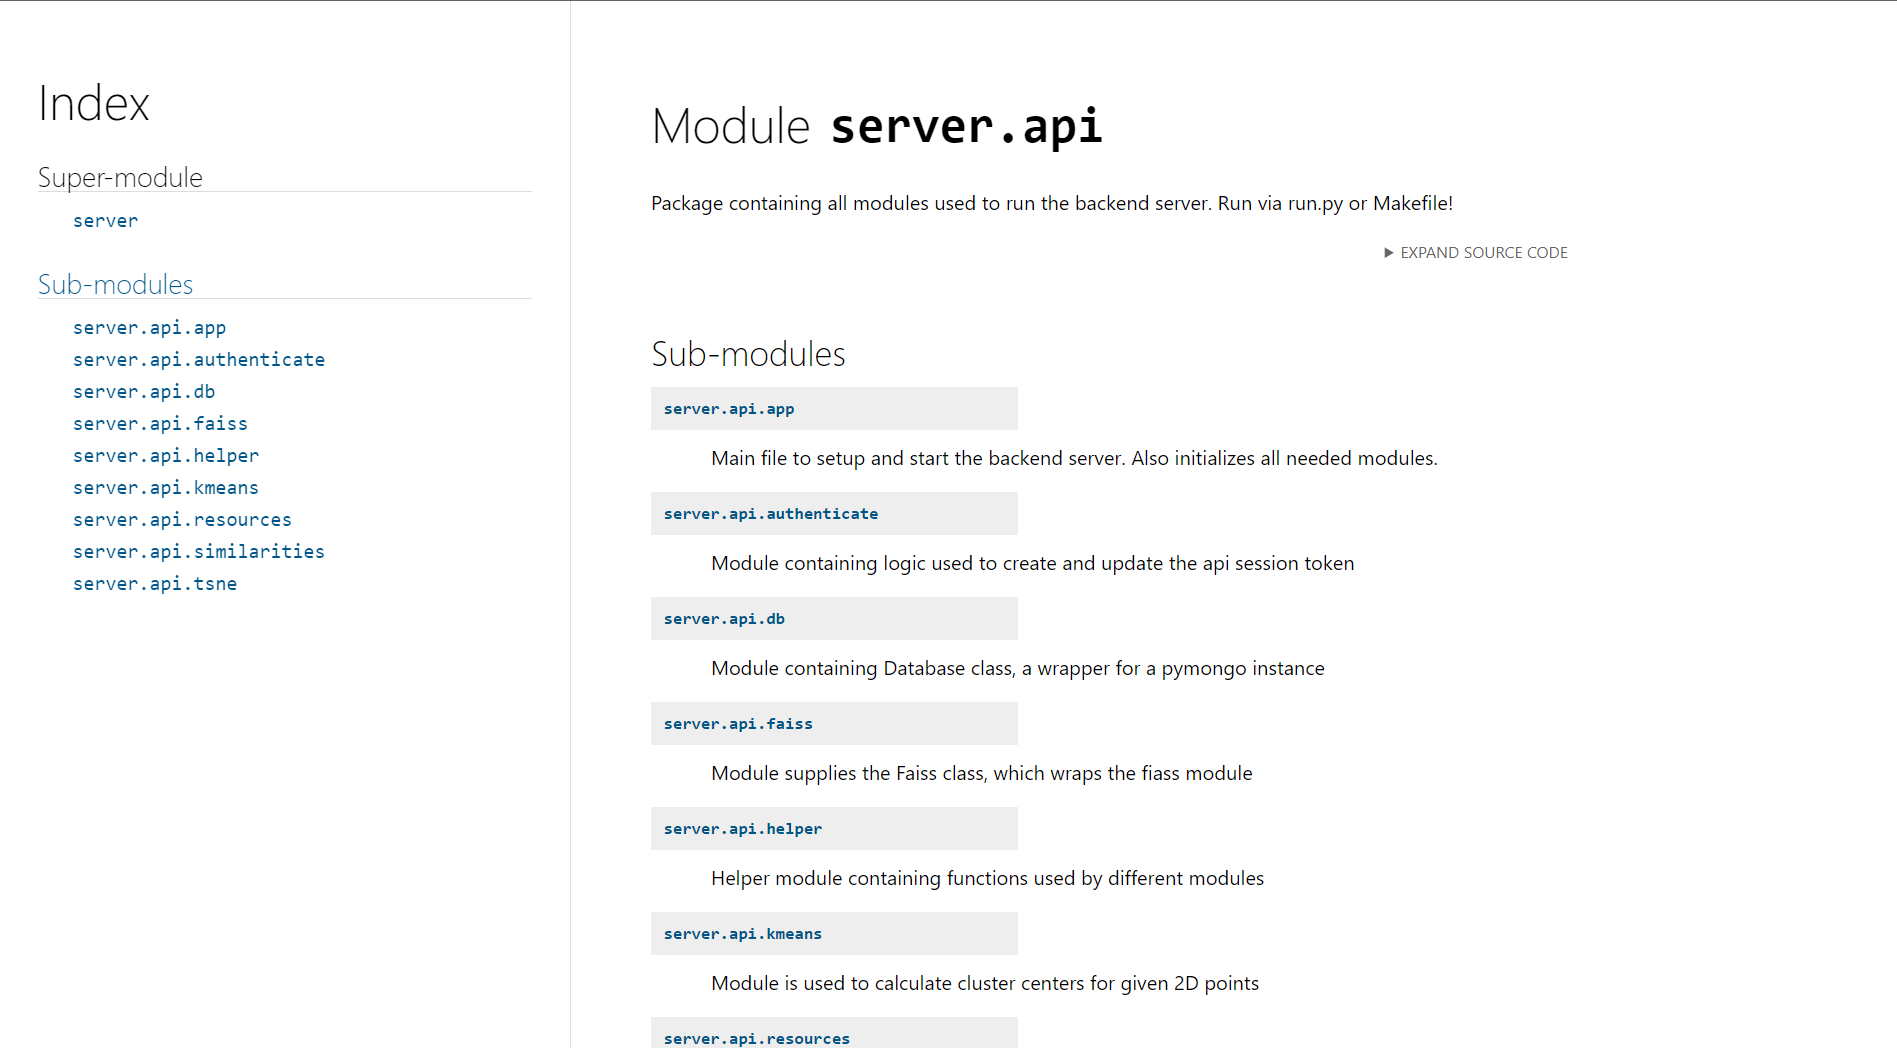 Index
Super-module
server
Sub-modules
server.api.app
server.api.authenticate
server.api.db
server.api.faiss
server.api.helper
server.api.kmeans
server.api.resources
server.api.similarities
server.api.tsne
Module server.api
Package containing all modules used to run the backend server. Run via run.py or Makefile!
▶ EXPAND SOURCE CODE
Sub-modules
server.api.app
Main file to setup and start the backend server. Also initializes all needed modules.
server.api.authenticate
Module containing logic used to create and update the api session token
server.api.db
Module containing Database class, a wrapper for a pymongo instance
server.api.faiss
Module supplies the Faiss class, which wraps the fiass module
server.api.helper
Helper module containing functions used by different modules
server.api.kmeans
Module is used to calculate cluster centers for given 2D points
server.api.resources